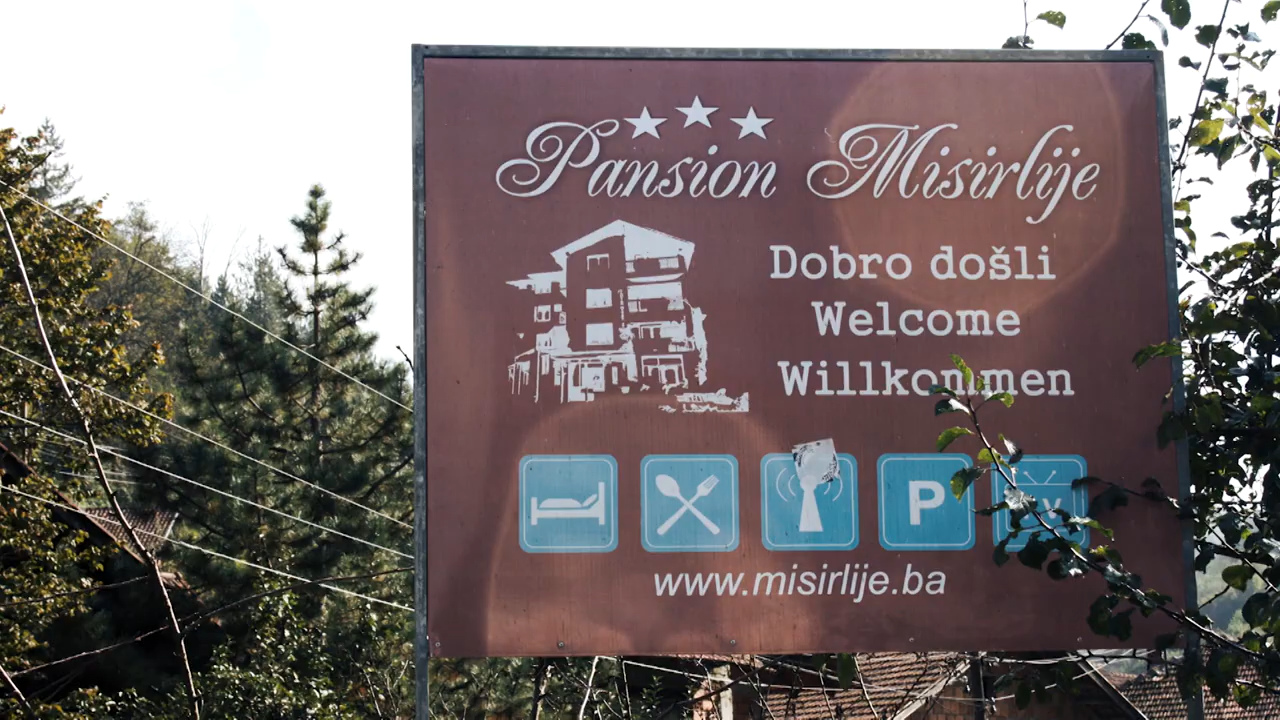 Pansion Misirlije
Dobro došli
Welcome
Willkommen
P
www.misirlije.ba